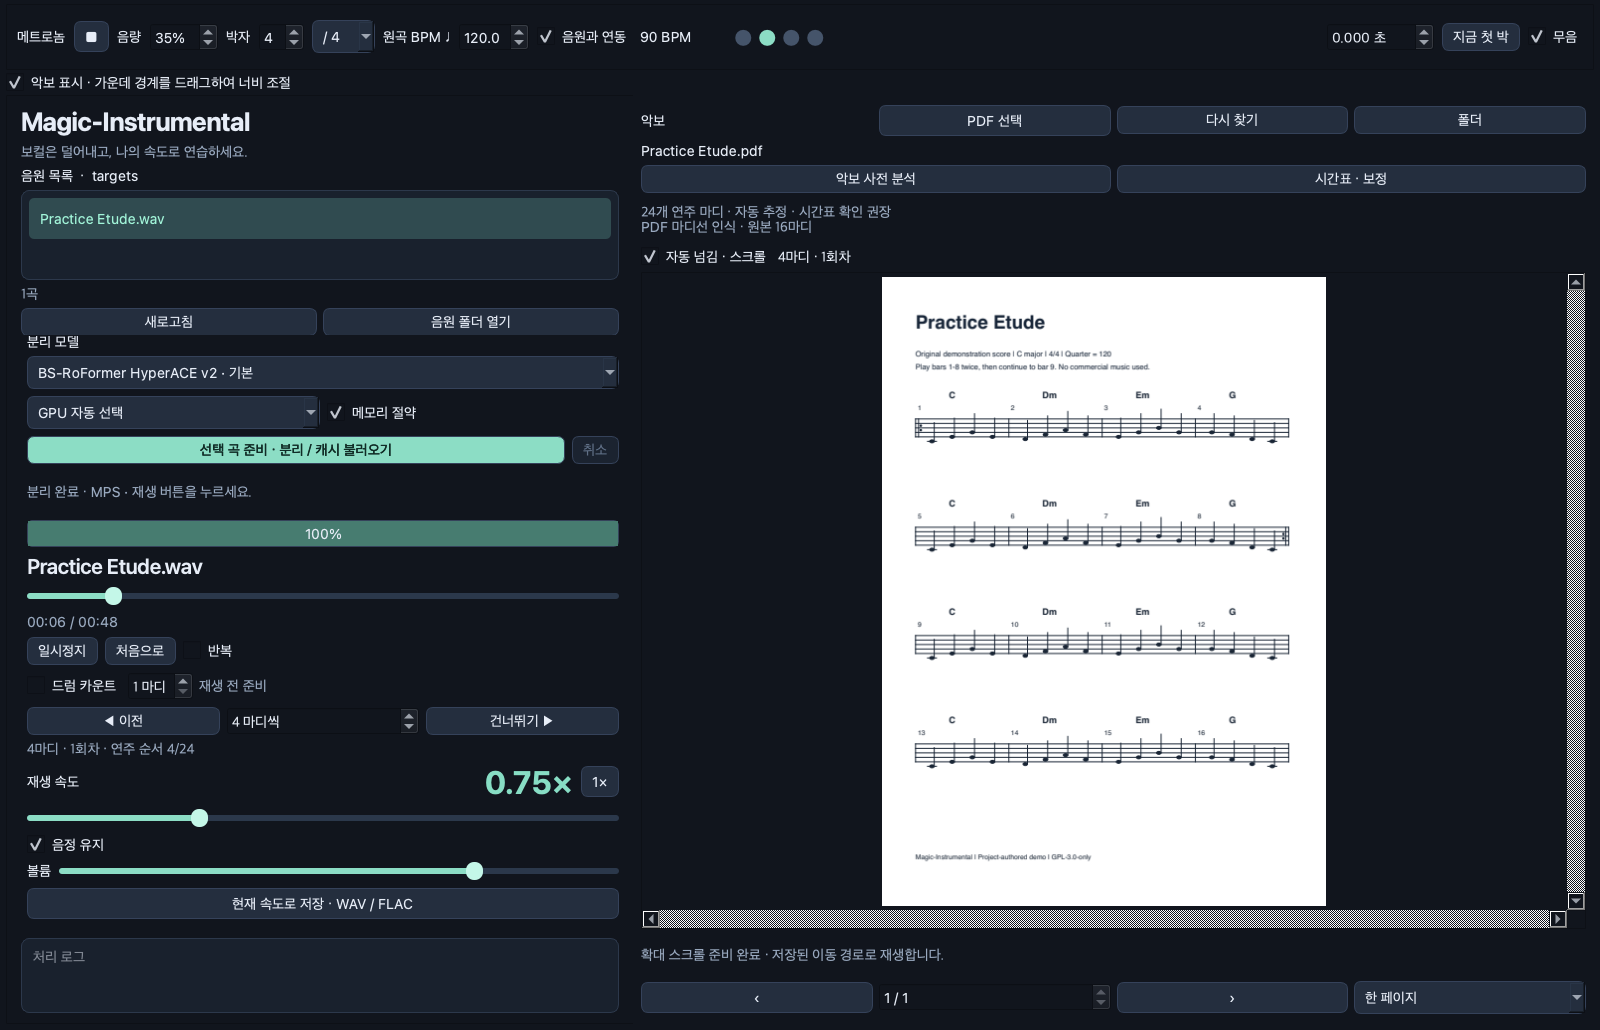 메트로놈 ■ 음량 35% 박자 4 / 4 원곡 BPM ♩ 120.0 ✓ 음원과 연동 90 BPM 0.000 초 지금 첫 박 ✓ 무음
✓ 악보 표시 · 가운데 경계를 드래그하여 너비 조절
Magic-Instrumental
보컬은 덜어내고, 나의 속도로 연습하세요.
음원 목록 · targets
Practice Etude.wav
1곡
새로고침 음원 폴더 열기
분리 모델
BS-RoFormer HyperACE v2 · 기본
GPU 자동 선택 ✓ 메모리 절약
선택 곡 준비 · 분리 / 캐시 불러오기 취소
분리 완료 · MPS · 재생 버튼을 누르세요.
100%
Practice Etude.wav
00:06 / 00:48
일시정지 처음으로 반복
드럼 카운트 1 마디 재생 전 준비
◀ 이전 4 마디씩 건너뛰기 ▶
4마디 · 1회차 · 연주 순서 4/24
재생 속도 0.75× 1×
✓ 음정 유지
볼륨
현재 속도로 저장 · WAV / FLAC
처리 로그
악보 PDF 선택 다시 찾기 폴더
Practice Etude.pdf
악보 사전 분석 시간표 · 보정
24개 연주 마디 · 자동 추정 · 시간표 확인 권장
PDF 마디선 인식 · 원본 16마디
✓ 자동 넘김 · 스크롤 4마디 · 1회차
Practice Etude
Original demonstration score | C major | 4/4 | Quarter = 120
Play bars 1-8 twice, then continue to bar 9. No commercial music used.
C Dm Em G
1 2 3 4
C Dm Em G
5 6 7 8
C Dm Em G
9 10 11 12
C Dm Em G
13 14 15 16
Magic-Instrumental | Project-authored demo | GPL-3.0-only
확대 스크롤 준비 완료 · 저장된 이동 경로로 재생합니다.
‹ 1 / 1 › 한 페이지